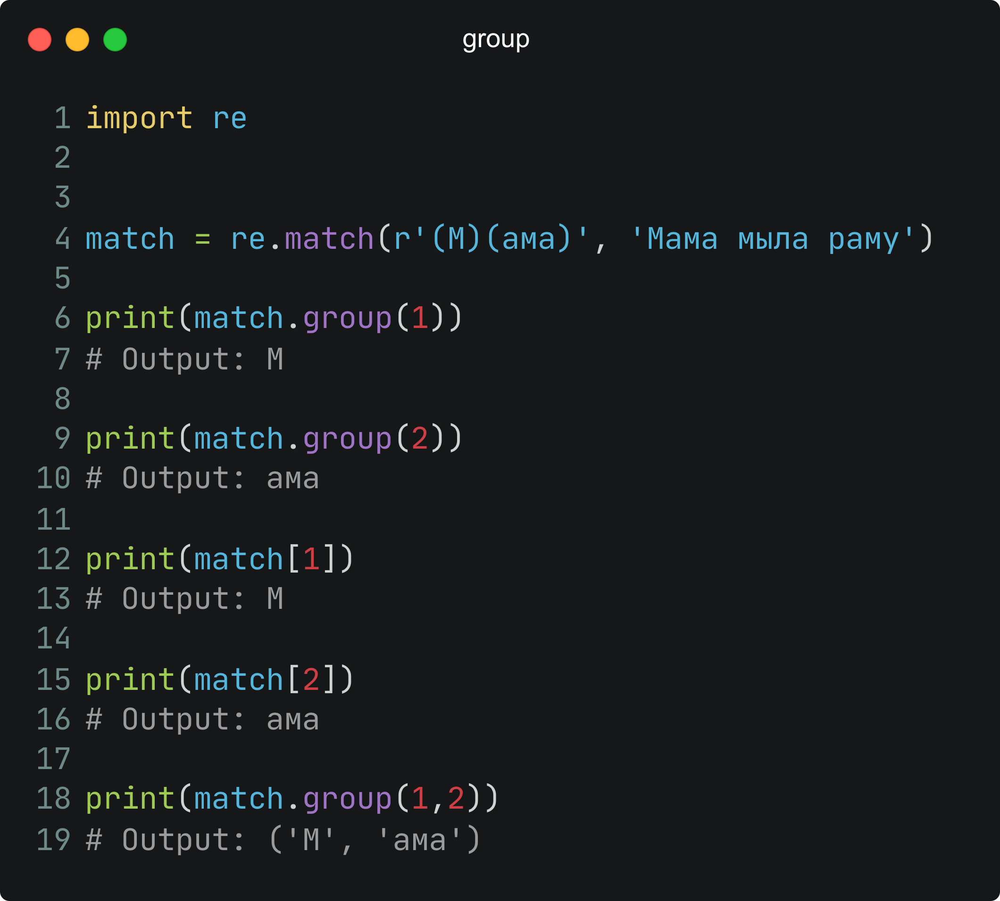 group
1 import re
2
3
4 match = re.match(r'(М)(ама)', 'Мама мыла раму')
5
6 print(match.group(1))
7 # Output: М
8
9 print(match.group(2))
10 # Output: ама
11
12 print(match[1])
13 # Output: М
14
15 print(match[2])
16 # Output: ама
17
18 print(match.group(1,2))
19 # Output: ('М', 'ама')